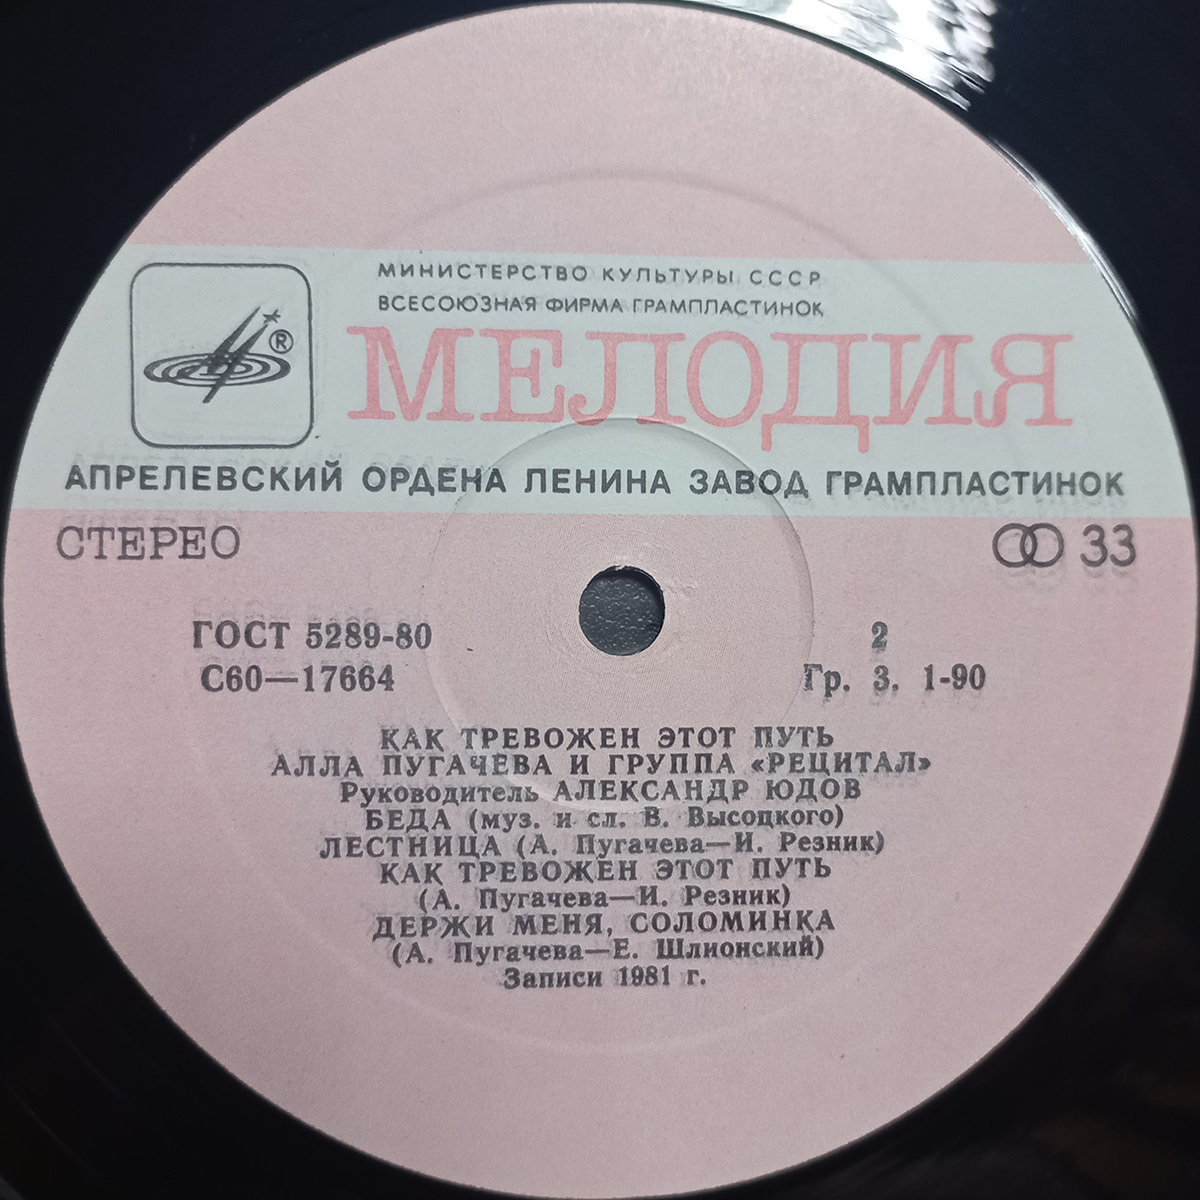 МИНИСТЕРСТВО КУЛЬТУРЫ СССР
ВСЕСОЮЗНАЯ ФИРМА ГРАМПЛАСТИНОК
®
МЕЛОДИЯ
АПРЕЛЕВСКИЙ ОРДЕНА ЛЕНИНА ЗАВОД ГРАМПЛАСТИНОК
СТЕРЕО
33
ГОСТ 5289-80
2
С60—17664
Гр. 3. 1-90
КАК ТРЕВОЖЕН ЭТОТ ПУТЬ
АЛЛА ПУГАЧЕВА И ГРУППА «РЕЦИТАЛ»
Руководитель АЛЕКСАНДР ЮДОВ
БЕДА (муз. и сл. В. Высоцкого)
ЛЕСТНИЦА (А. Пугачева—И. Резник)
КАК ТРЕВОЖЕН ЭТОТ ПУТЬ
(А. Пугачева—И. Резник)
ДЕРЖИ МЕНЯ, СОЛОМИНКА
(А. Пугачева—Е. Шлионский)
Записи 1981 г.